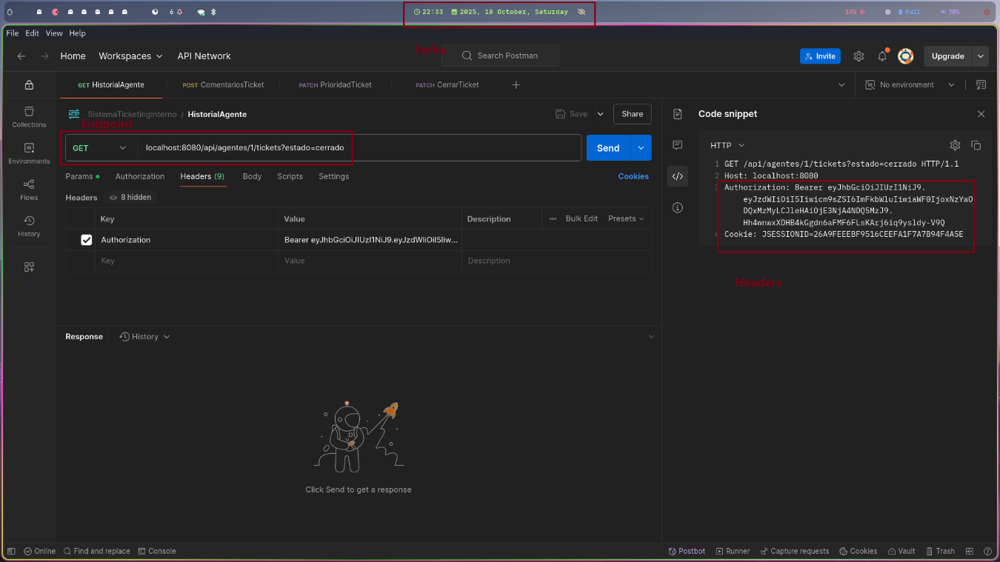 6
22:33 2025, 18 October, Saturday
14%
Full
70%
File Edit View Help
Home Workspaces API Network
Fecha
Search Postman
Invite
Upgrade
GET HistorialAgente
POST ComentariosTicket
PATCH PrioridadTicket
PATCH CerrarTicket
No environment
Collections
Environments
Flows
History
HTTP SistemaTicketingInterno / HistorialAgente
Save
Share
Endpoint
GET localhost:8080/api/agentes/1/tickets?estado=cerrado
Send
Params Authorization Headers (9) Body Scripts Settings
Cookies
Headers 8 hidden
Key Value Description Bulk Edit Presets
Authorization Bearer eyJhbGciOiJIUzI1NiJ9.eyJzdWIiOiI5Iiw...
Key Value Description
Response History
Click Send to get a response
Code snippet
HTTP
1 GET /api/agentes/1/tickets?estado=cerrado HTTP/1.1
2 Host: localhost:8080
3 Authorization: Bearer eyJhbGciOiJIUzI1NiJ9.
eyJzdWIiOiI5Iiwicm9sZSI6ImFkbWluIiwiaWF0IjoxNzYwO
DQxMzMyLCJleHAiOjE3NjA4NDQ5MzJ9.
Hh4wnwxXDHB4kGgdn6aFMF6FLsKArj6iq9ysldy-V9Q
4 Cookie: JSESSIONID=26A9FEEEBF9516CEEFA1F7A7B94F4A5E
Headers
Online Find and replace Console
Postbot Runner Capture requests Cookies Vault Trash